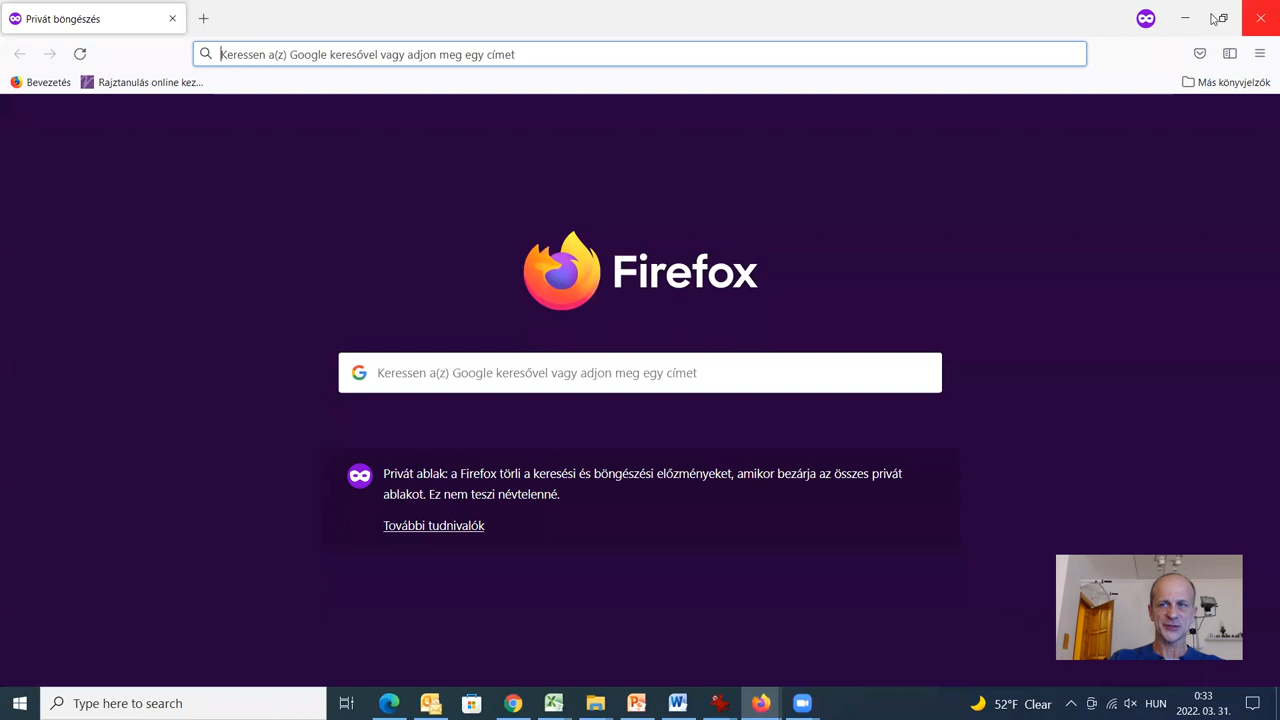 Privát böngészés
Keressen a(z) Google keresővel vagy adjon meg egy címet
Bevezetés
Rajztanulás online kez...
Más könyvjelzők
Firefox
Keressen a(z) Google keresővel vagy adjon meg egy címet
Privát ablak: a Firefox törli a keresési és böngészési előzményeket, amikor bezárja az összes privát
ablakot. Ez nem teszi névtelenné.
További tudnivalók
Type here to search
52°F Clear
HUN
0:33
2022. 03. 31.